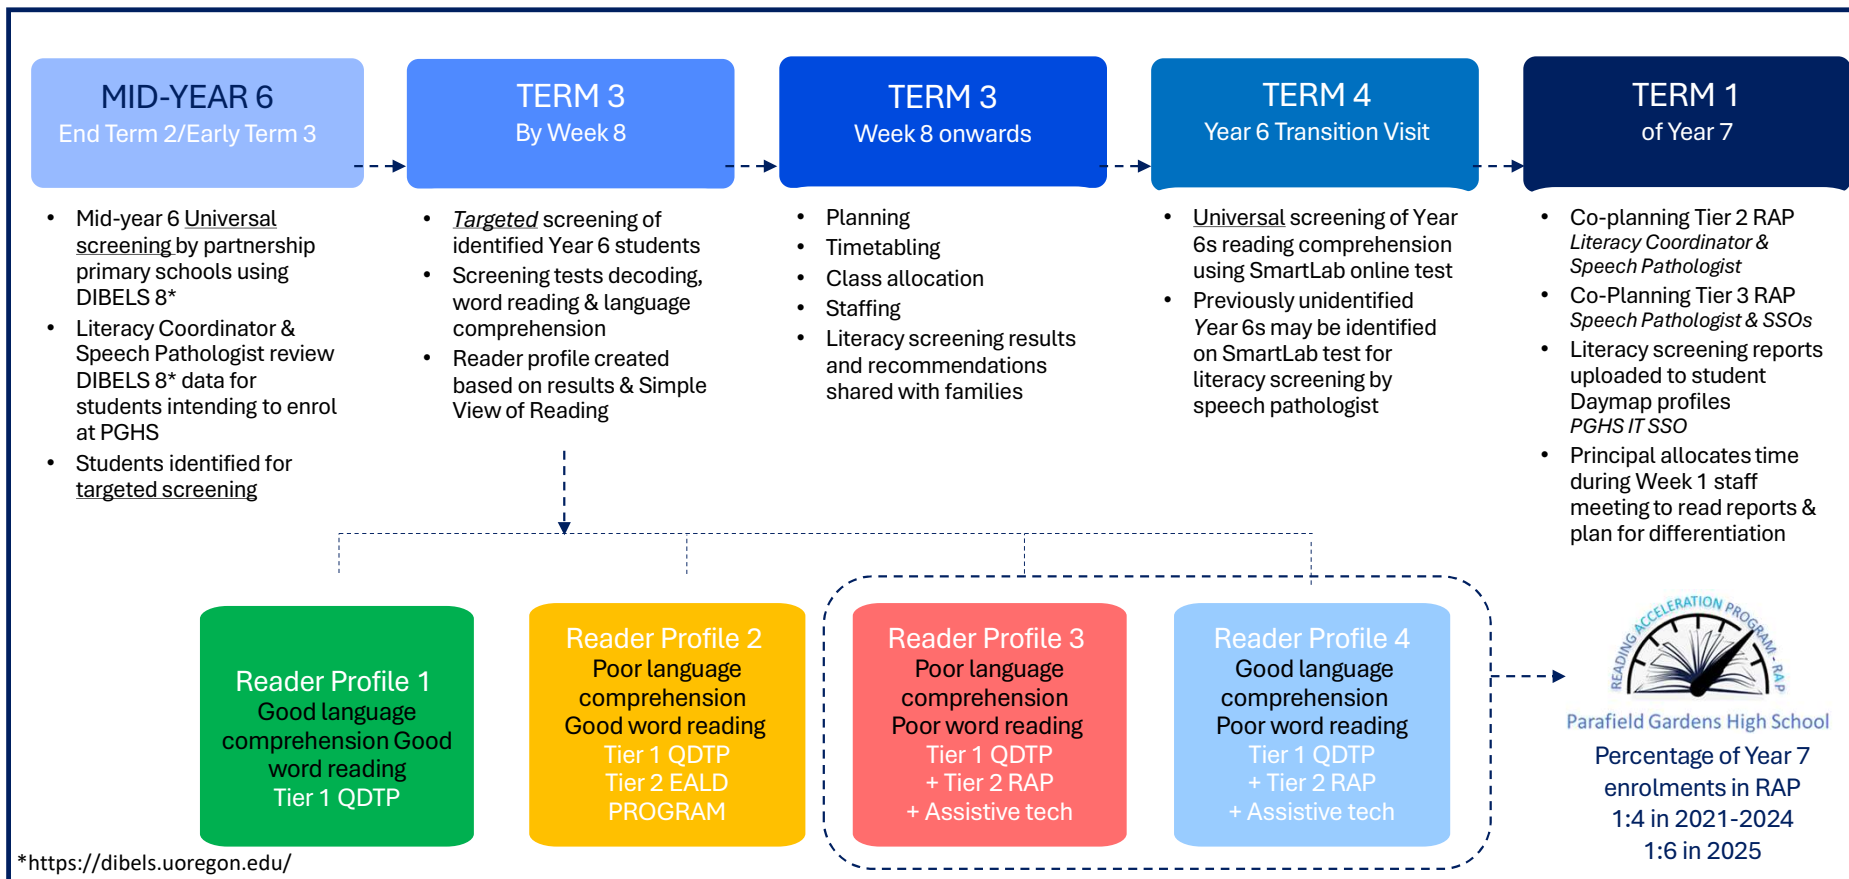 MID-YEAR 6
End Term 2/Early Term 3
TERM 3
By Week 8
TERM 3
Week 8 onwards
TERM 4
Year 6 Transition Visit
TERM 1
of Year 7
• Mid-year 6 Universal
screening by partnership
primary schools using
DIBELS 8*
• Literacy Coordinator &
Speech Pathologist review
DIBELS 8* data for
students intending to enrol
at PGHS
• Students identified for
targeted screening
• Targeted screening of
identified Year 6 students
• Screening tests decoding,
word reading & language
comprehension
• Reader profile created
based on results & Simple
View of Reading
• Planning
• Timetabling
• Class allocation
• Staffing
• Literacy screening results
and recommendations
shared with families
• Universal screening of Year
6s reading comprehension
using SmartLab online test
• Previously unidentified
Year 6s may be identified
on SmartLab test for
literacy screening by
speech pathologist
• Co-planning Tier 2 RAP
Literacy Coordinator &
Speech Pathologist
• Co-Planning Tier 3 RAP
Speech Pathologist & SSOs
• Literacy screening reports
uploaded to student
Daymap profiles
PGHS IT SSO
• Principal allocates time
during Week 1 staff
meeting to read reports &
plan for differentiation
Reader Profile 1
Good language
comprehension Good
word reading
Tier 1 QDTP
Reader Profile 2
Poor language
comprehension
Good word reading
Tier 1 QDTP
Tier 2 EALD
PROGRAM
Reader Profile 3
Poor language
comprehension
Poor word reading
Tier 1 QDTP
+ Tier 2 RAP
+ Assistive tech
Reader Profile 4
Good language
comprehension
Poor word reading
Tier 1 QDTP
+ Tier 2 RAP
+ Assistive tech
READING ACCELERATION PROGRAM - RAP
Parafield Gardens High School
Percentage of Year 7
enrolments in RAP
1:4 in 2021-2024
1:6 in 2025
*https://dibels.uoregon.edu/